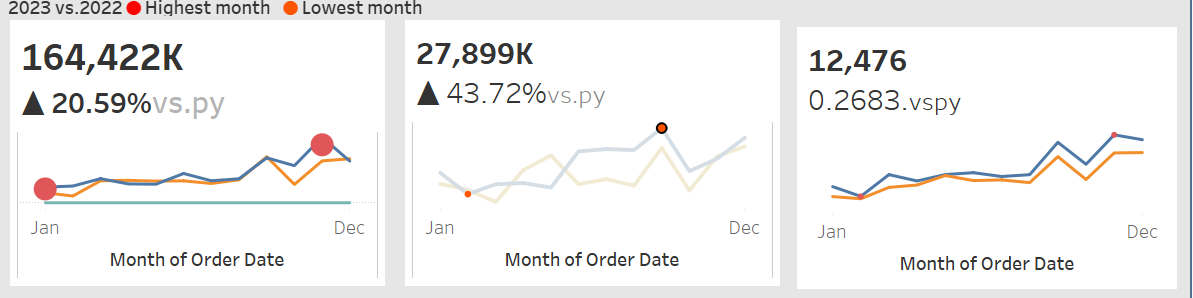 2023 vs.2022 Highest month Lowest month
164,422K
▲ 20.59%vs.py
Jan Dec
Month of Order Date
27,899K
▲ 43.72%vs.py
Jan Dec
Month of Order Date
12,476
0.2683.vspy
Jan Dec
Month of Order Date